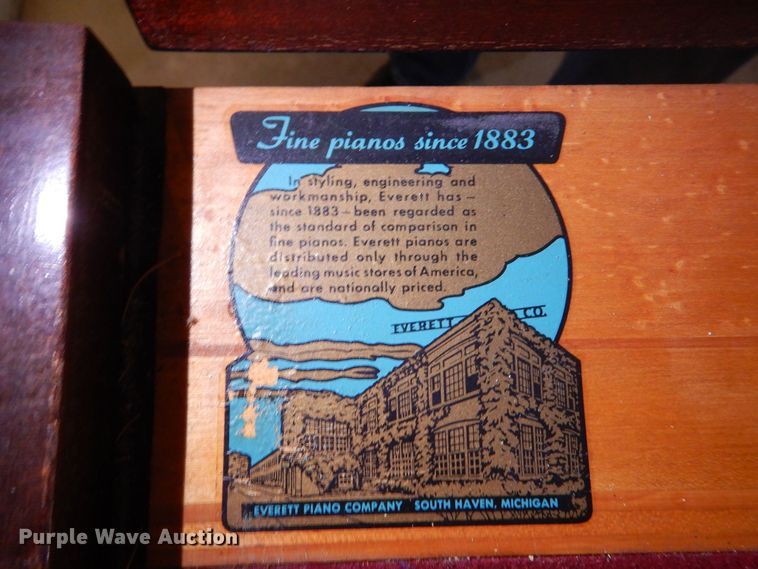 Fine pianos since 1883
In styling, engineering and
workmanship, Everett has –
since 1883 – been regarded as
the standard of comparison in
fine pianos. Everett pianos are
distributed only through the
leading music stores of America,
and are nationally priced.
EVERETT CO.
EVERETT PIANO COMPANY SOUTH HAVEN, MICHIGAN
Purple Wave Auction